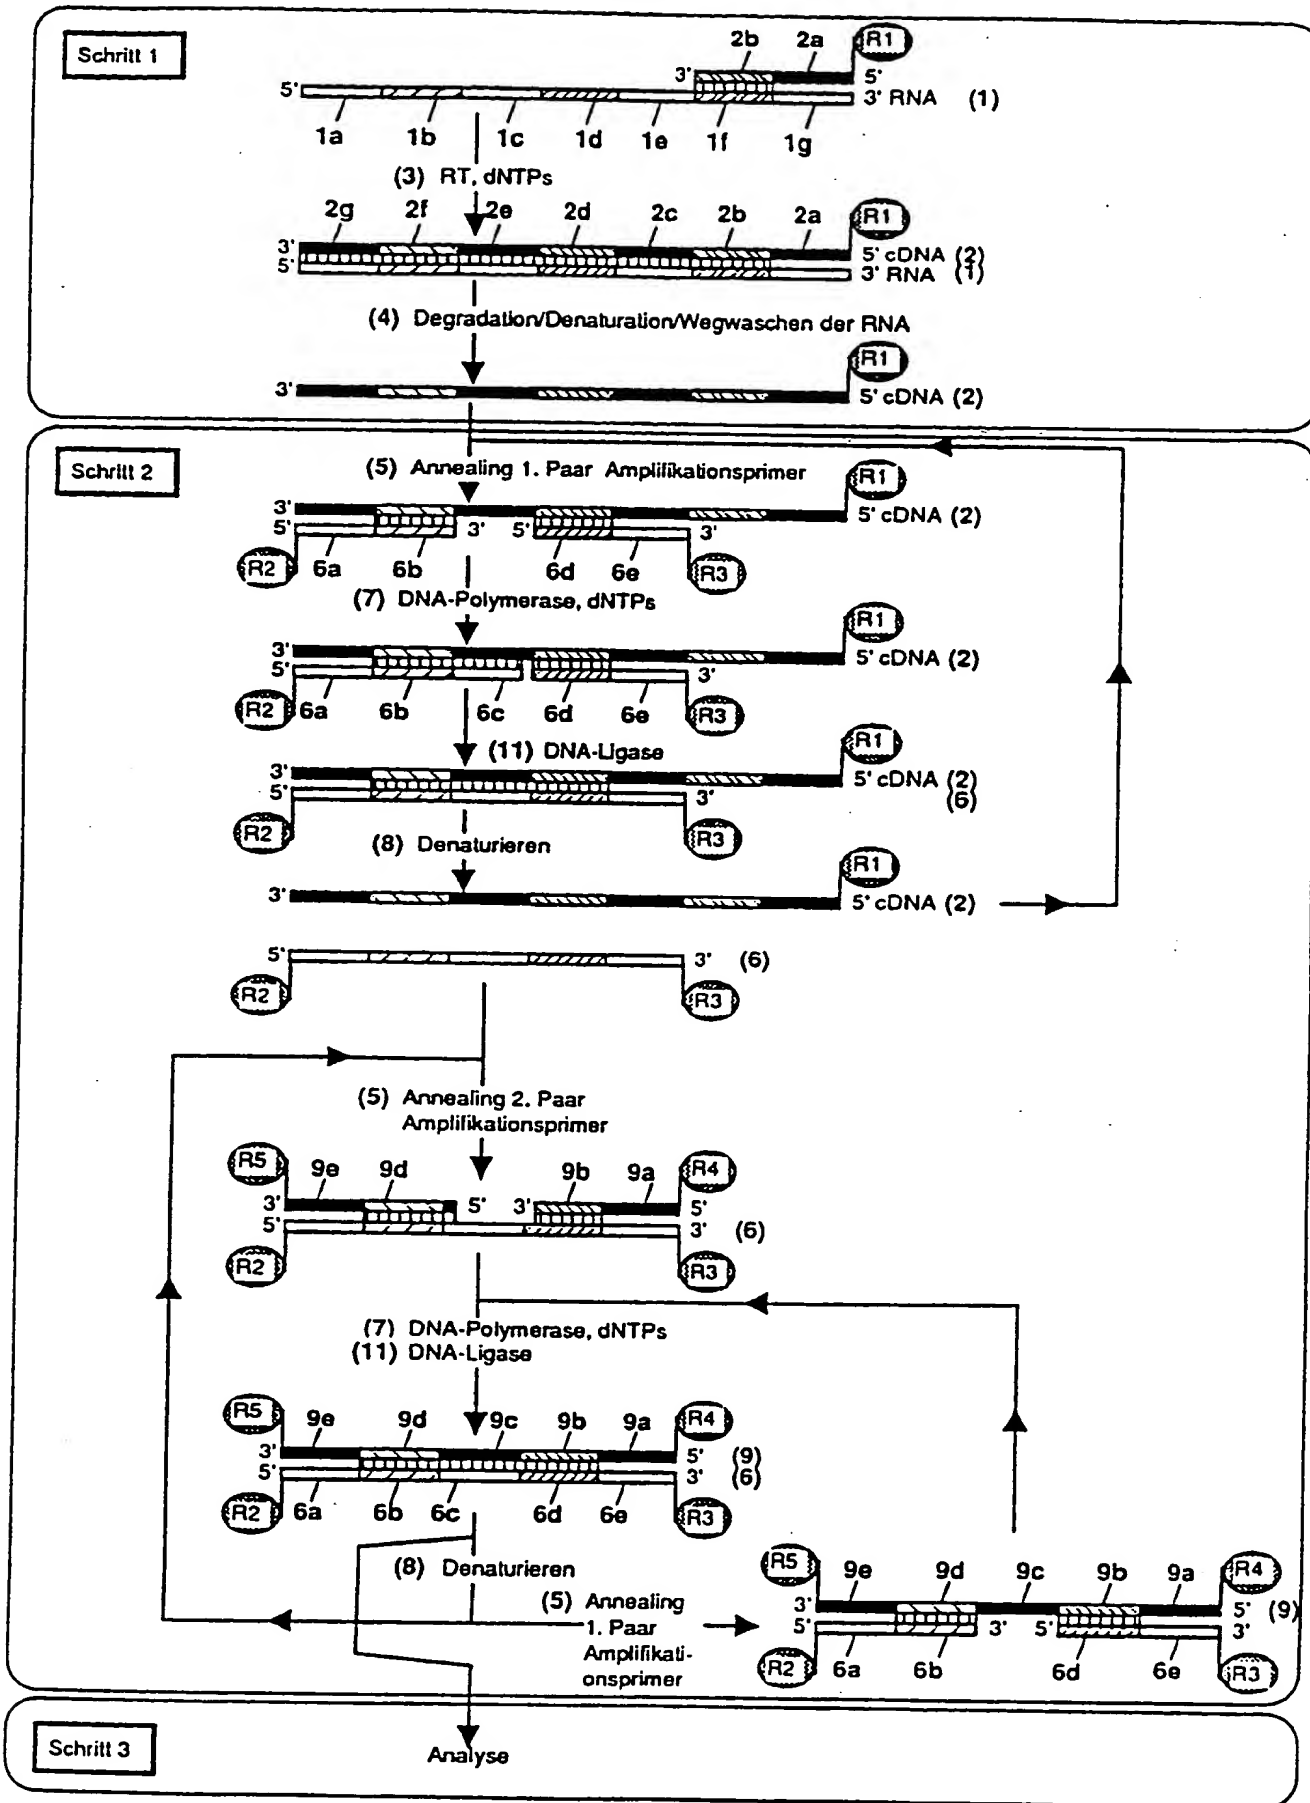 Schritt 1
2b 2a R1
3' 5'
5' 3' RNA (1)
1a 1b 1c 1d 1e 1f 1g
(3) RT, dNTPs
2g 2f 2e 2d 2c 2b 2a R1
3' 5' cDNA (2)
5' 3' RNA (1)
(4) Degradation/Denaturation/Wegwaschen der RNA
R1
3' 5' cDNA (2)
Schritt 2
(5) Annealing 1. Paar Amplifikationsprimer
R1
3' 5' cDNA (2)
5' 3' 5' 3'
R2 6a 6b 6d 6e R3
(7) DNA-Polymerase, dNTPs
R1
3' 5' cDNA (2)
5' 3'
R2 6a 6b 6c 6d 6e R3
(11) DNA-Ligase
R1
3' 5' cDNA (2)
5' 3' (6)
R2 R3
(8) Denaturieren
R1
3' 5' cDNA (2)
5' 3' (6)
R2 R3
(5) Annealing 2. Paar
Amplifikationsprimer
R5 9e 9d 9b 9a R4
3' 5' 3' 5'
5' 3' (6)
R2 R3
(7) DNA-Polymerase, dNTPs
(11) DNA-Ligase
R5 9e 9d 9c 9b 9a R4
3' 5' (9)
5' 3' (6)
R2 6a 6b 6c 6d 6e R3
(8) Denaturieren
(5) Annealing
1. Paar
Amplifikati-
onsprimer
R5 9e 9d 9c 9b 9a R4
3' 5' (9)
5' 3' 5' 3'
R2 6a 6b 6d 6e R3
Schritt 3
Analyse